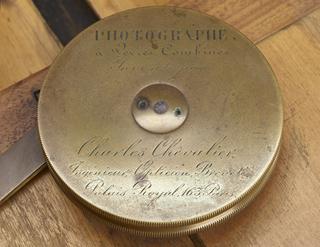 PHOTOGRAPHE
à Verres Combinés
Charles Chevalier
Ingénieur Opticien Breveté
Palais Royal, 163, Paris